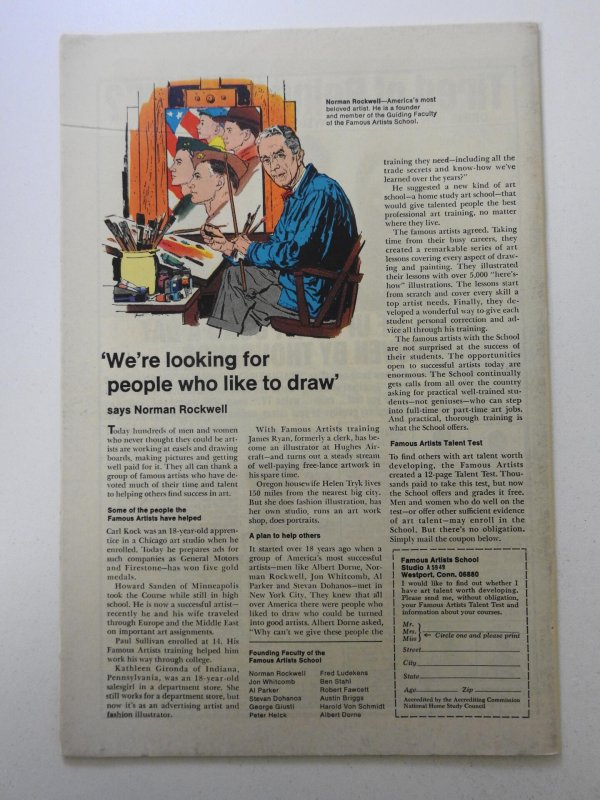 Norman Rockwell—America's most
beloved artist. He is a founder
and member of the Guiding Faculty
of the Famous Artists School.
'We're looking for
people who like to draw'
says Norman Rockwell
Today hundreds of men and women
who never thought they could be art-
ists are working at easels and drawing
boards, making pictures and getting
well paid for it. They all can thank a
group of famous artists who have de-
voted much of their time and talent
to helping others find success in art.
Some of the people the
Famous Artists have helped
Carl Kock was an 18-year-old appren-
tice in a Chicago art studio when he
enrolled. Today he prepares ads for
such companies as General Motors
and Firestone—has won five gold
medals.
Howard Sanden of Minneapolis
took the Course while still in high
school. He is now a successful artist—
recently he and his wife traveled
through Europe and the Middle East
on important art assignments.
Paul Sullivan enrolled at 14. His
Famous Artists training helped him
work his way through college.
Kathleen Gironda of Indiana,
Pennsylvania, was an 18-year-old
salesgirl in a department store. She
still works for a department store, but
now it's as an advertising artist and
fashion illustrator.
With Famous Artists training
James Ryan, formerly a clerk, has be-
come an illustrator at Hughes Air-
craft—and turns out a steady stream
of well-paying free-lance artwork in
his spare time.
Oregon housewife Helen Tryk lives
150 miles from the nearest big city.
But she does fashion illustration, has
her own studio, runs an art work
shop, does portraits.
A plan to help others
It started over 18 years ago when a
group of America's most successful
artists—men like Albert Dorne, Nor-
man Rockwell, Jon Whitcomb, Al
Parker and Stevan Dohanos—met in
New York City. They knew that all
over America there were people who
liked to draw who could be turned
into good artists. Albert Dorne asked,
"Why can't we give these people the
Founding Faculty of the
Famous Artists School
Norman Rockwell
Jon Whitcomb
Al Parker
Stevan Dohanos
George Giusti
Peter Helck
Fred Ludekens
Ben Stahl
Robert Fawcett
Austin Briggs
Harold Von Schmidt
Albert Dorne
training they need—including all the
trade secrets and know-how we've
learned over the years?"
He suggested a new kind of art
school—a home study art school—that
would give talented people the best
professional art training, no matter
where they live.
The famous artists agreed. Taking
time from their busy careers, they
created a remarkable series of art
lessons covering every aspect of draw-
ing and painting. They illustrated
their lessons with over 5,000 "here's-
how" illustrations. The lessons start
from scratch and cover every skill a
top artist needs. Finally, they de-
veloped a wonderful way to give each
student personal correction and ad-
vice all through his training.
The famous artists with the School
are not surprised at the success of
their students. The opportunities
open to successful artists today are
enormous. The School continually
gets calls from all over the country
asking for practical well-trained stu-
dents—not geniuses—who can step
into full-time or part-time art jobs.
And practical, thorough training is
what the School offers.
Famous Artists Talent Test
To find others with art talent worth
developing, the Famous Artists
created a 12-page Talent Test. Thou-
sands paid to take this test, but now
the School offers and grades it free.
Men and women who do well on the
test—or offer other sufficient evidence
of art talent—may enroll in the
School. But there's no obligation.
Simply mail the coupon below.
Famous Artists School
Studio A 5949
Westport, Conn. 06880
I would like to find out whether I
have art talent worth developing.
Please send me, without obligation,
your Famous Artists Talent Test and
information about your courses.
Mr.
Mrs. Circle one and please print
Miss
Street
City
State
Age Zip
Accredited by the Accrediting Commission
National Home Study Council